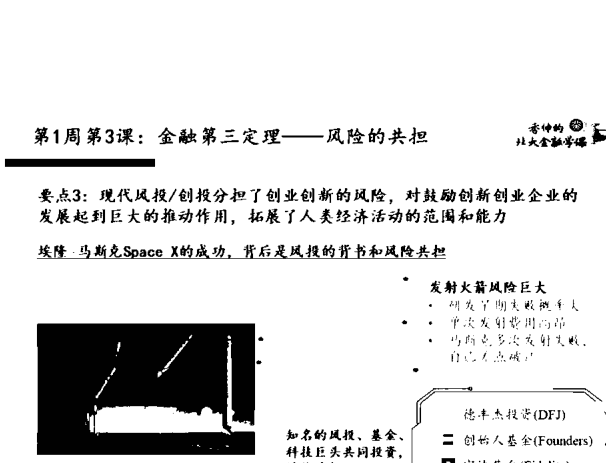 第1周第3课：金融第三定理——风险的共担
香帅的
北大金融学课
要点3：现代风投/创投分担了创业创新的风险，对鼓励创新创业企业的
发展起到巨大的推动作用，拓展了人类经济活动的范围和能力
埃隆·马斯克Space X的成功，背后是风投的背书和风险共担
发射火箭风险巨大
研发早期失败概率大
单次发射费用高昂
马斯克多次发射失败，
自己差点破产
知名的风投、基金、
科技巨头共同投资，
德丰杰投资(DFJ)
创始人基金(Founders)